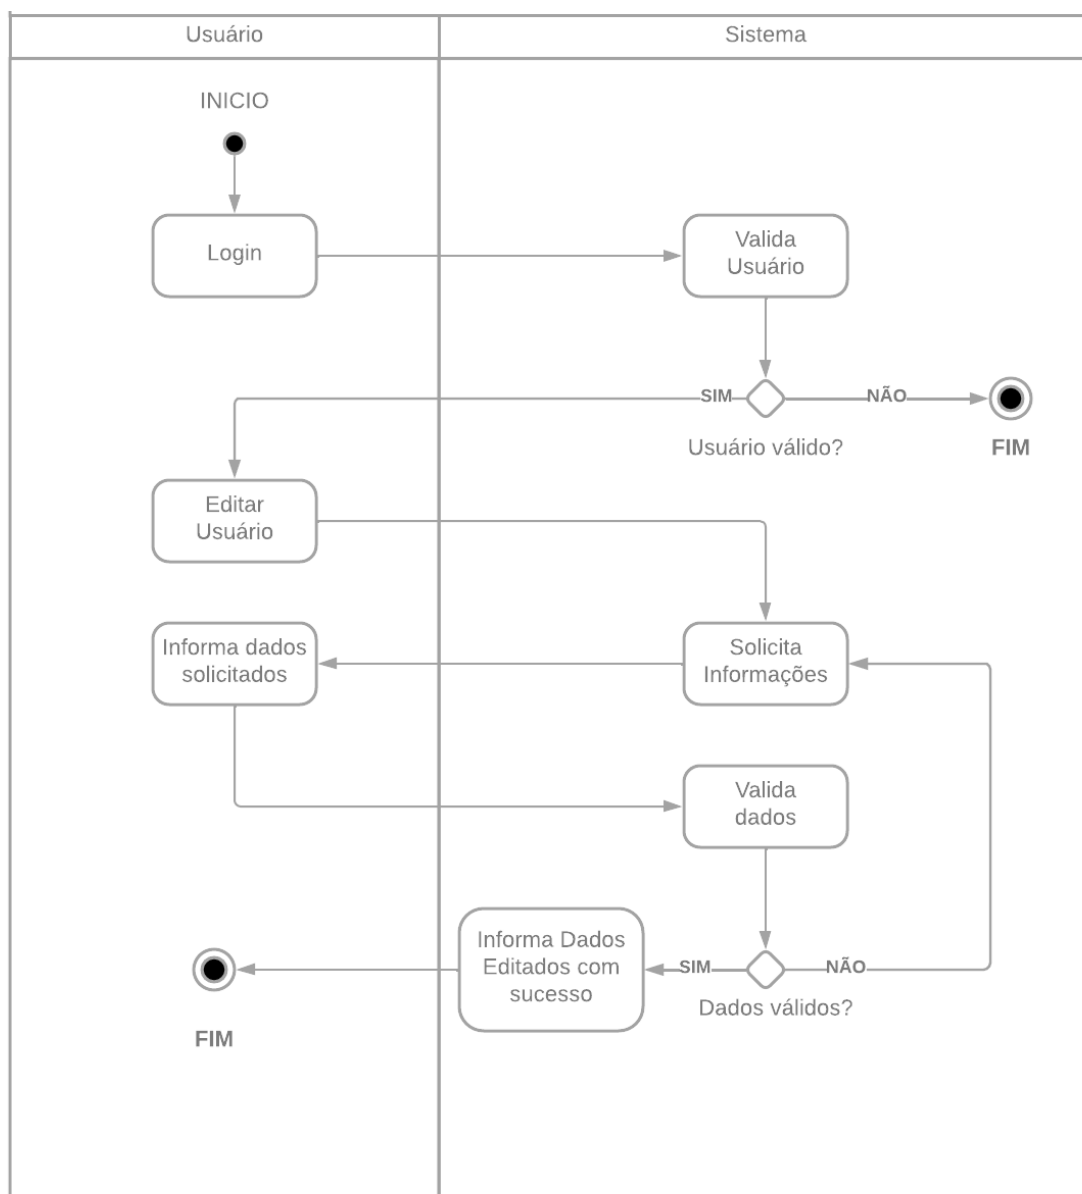 Usuário
Sistema
INICIO
Login
Valida
Usuário
SIM
NÃO
Usuário válido?
FIM
Editar
Usuário
Informa dados
solicitados
Solicita
Informações
Valida
dados
Informa Dados
Editados com
sucesso
SIM
NÃO
Dados válidos?
FIM